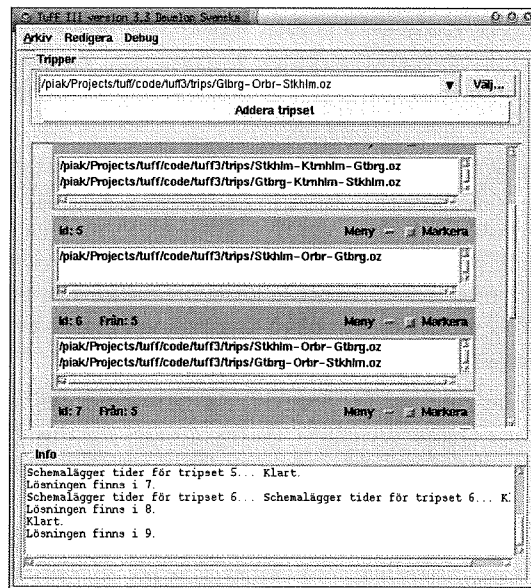 Tuff III version 3.3 Develop Svenska
Arkiv Redigera Debug
Tripper
/piak/Projects/tuff/code/tuff3/trips/Gtbrg-Orbr-Stkhlm.oz
Välj...
Addera tripset
/piak/Projects/tuff/code/tuff3/trips/Stkhlm-Ktrnhlm-Gtbrg.oz
/piak/Projects/tuff/code/tuff3/trips/Gtbrg-Ktrnhlm-Stkhlm.oz
Id: 5 Meny Markera
/piak/Projects/tuff/code/tuff3/trips/Stkhlm-Orbr-Gtbrg.oz
Id: 6 Från: 5 Meny Markera
/piak/Projects/tuff/code/tuff3/trips/Stkhlm-Orbr-Gtbrg.oz
/piak/Projects/tuff/code/tuff3/trips/Gtbrg-Orbr-Stkhlm.oz
Id: 7 Från: 5 Meny Markera
Info
Schemalägger tider för tripset 5... Klart.
Lösningen finns i 7.
Schemalägger tider för tripset 6... Schemalägger tider för tripset 6... K
Lösningen finns i 8.
Klart.
Lösningen finns i 9.